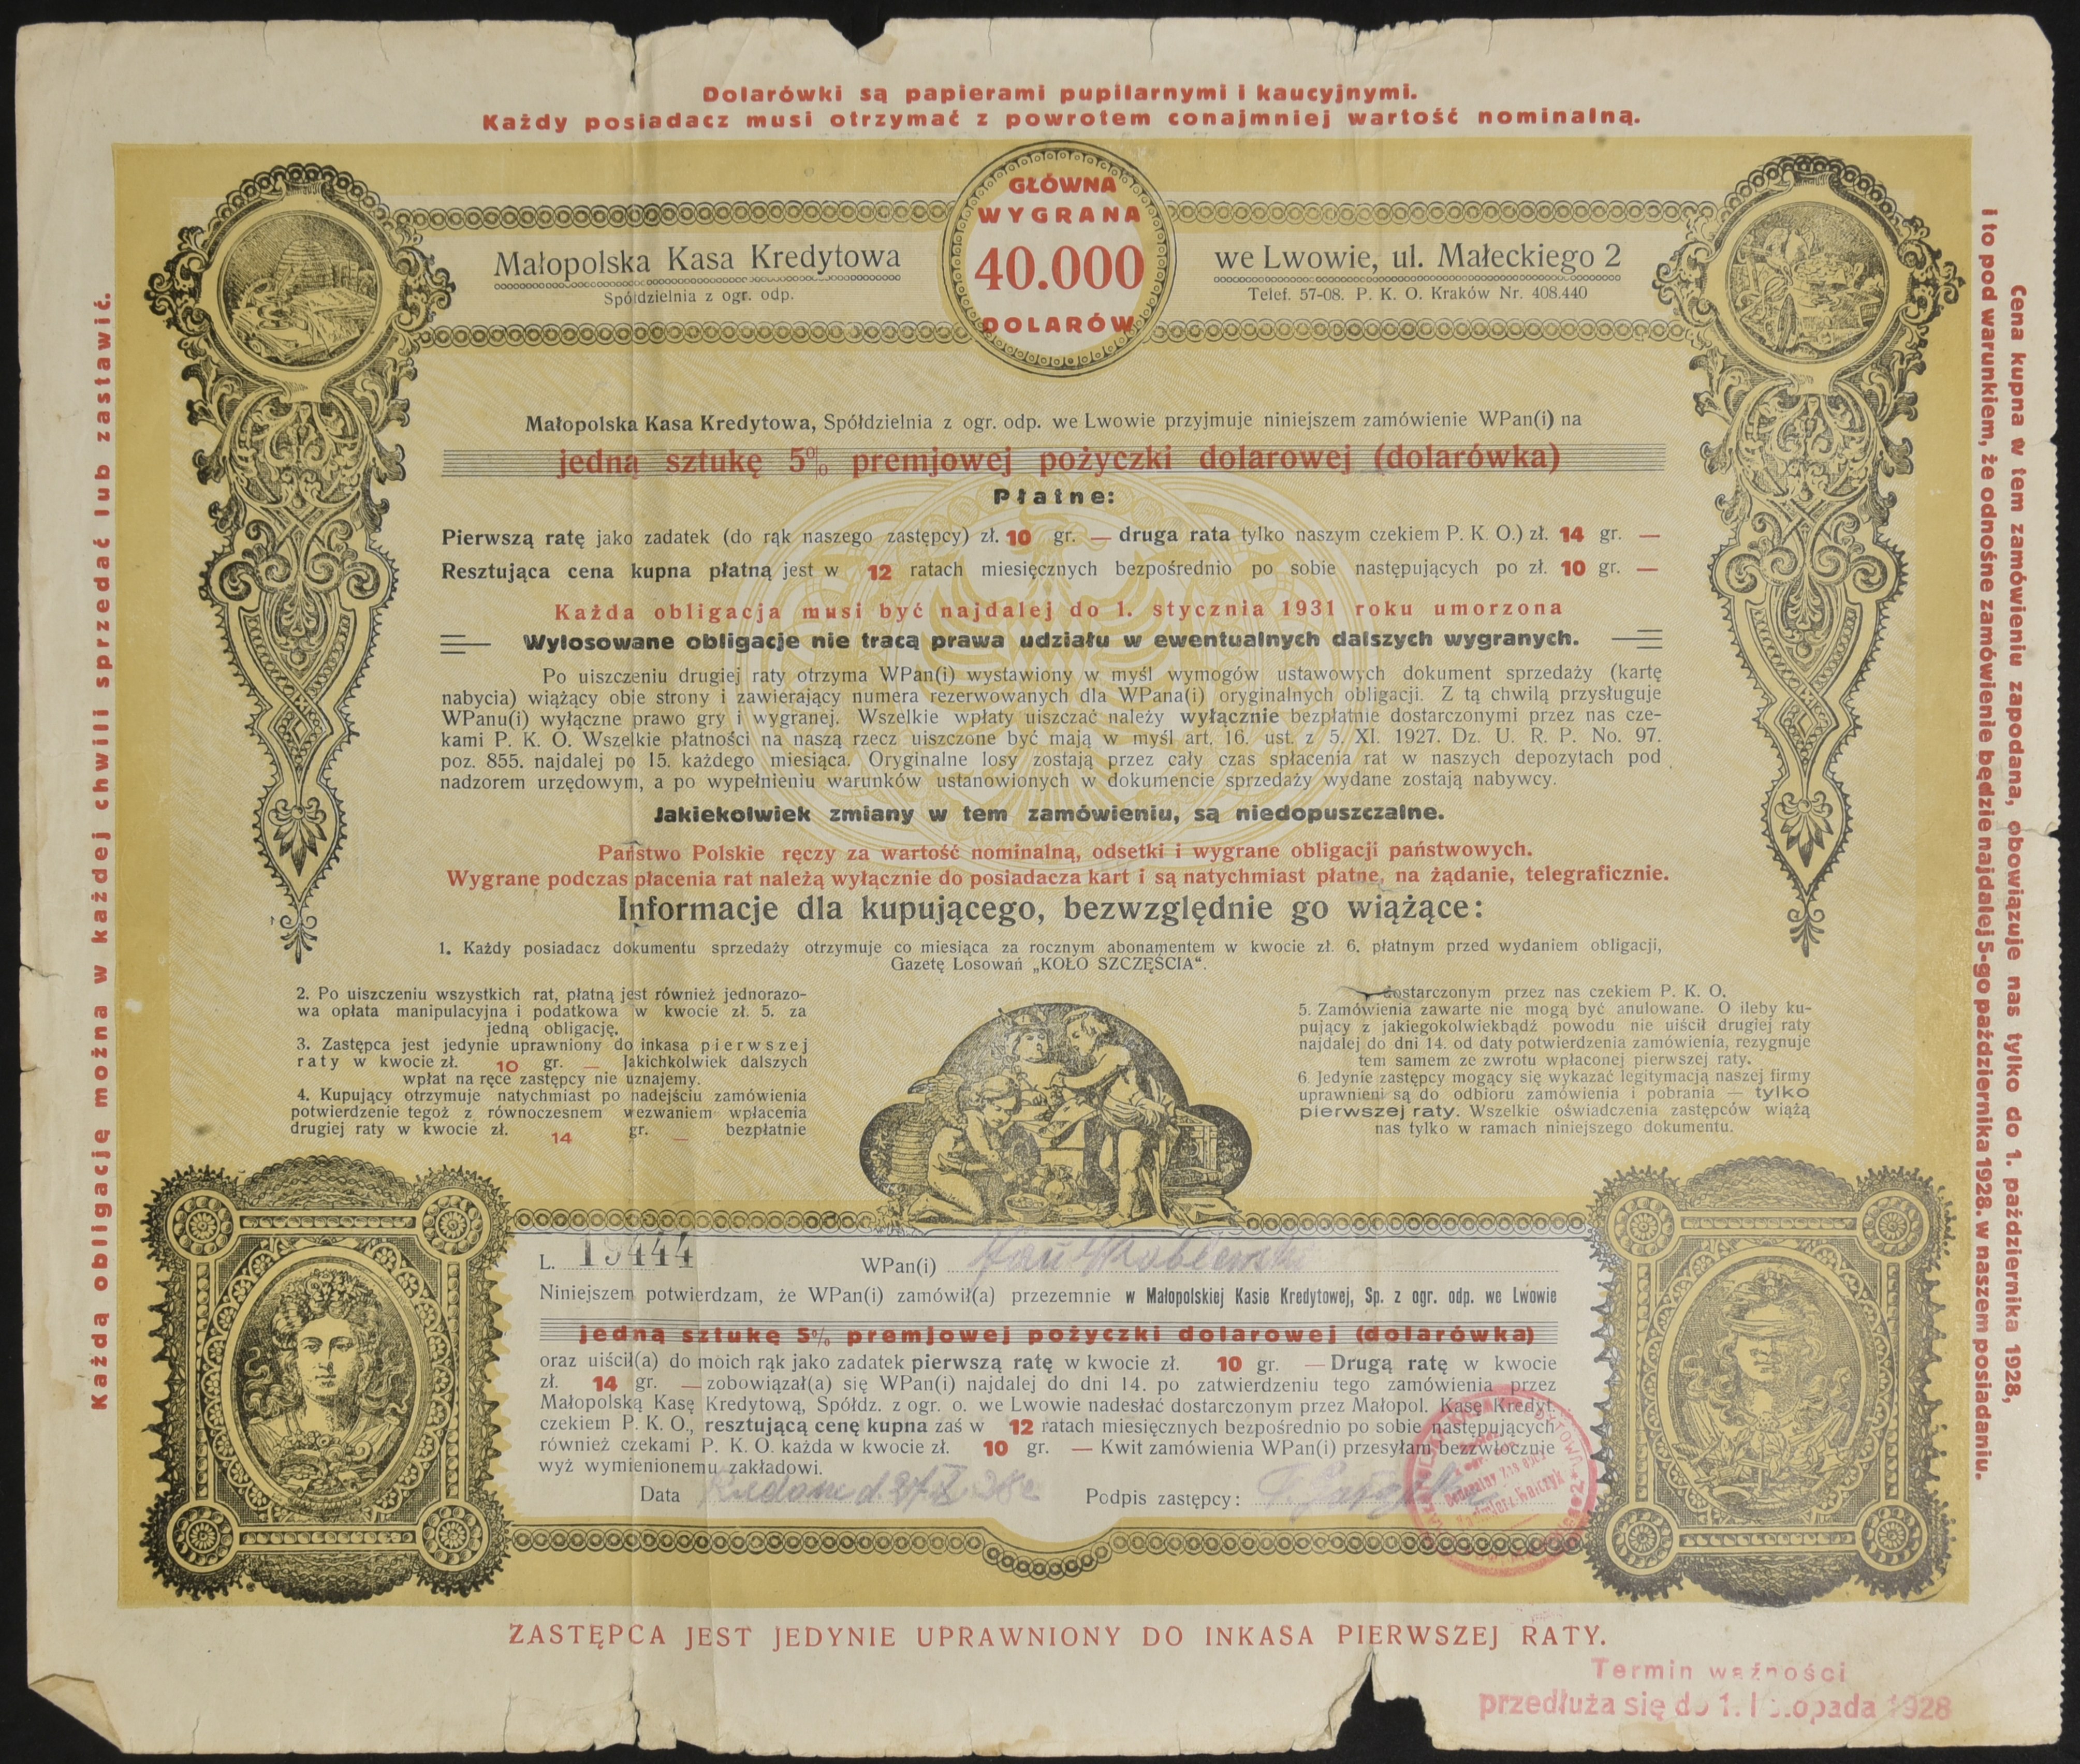 Dolarówki są papierami pupilarnymi i kaucyjnymi.
Każdy posiadacz musi otrzymać z powrotem conajmniej wartość nominalną.
Każdą obligację można w każdej chwili sprzedać lub zastawić.
Cena kupna w tem zamówieniu zapodana, obowiązuje nas tylko do 1. października 1928,
i to pod warunkiem, że odnośne zamówienie będzie najdalej 5-go października 1928. w naszem posiadaniu.
GŁÓWNA
WYGRANA
40.000
DOLARÓW
Małopolska Kasa Kredytowa
Spółdzielnia z ogr. odp.
we Lwowie, ul. Małeckiego 2
Telef. 57-08. P. K. O. Kraków Nr. 408.440
Małopolska Kasa Kredytowa, Spółdzielnia z ogr. odp. we Lwowie przyjmuje niniejszem zamówienie WPan(i) na
jedną sztukę 5% premjowej pożyczki dolarowej (dolarówka)
Płatne:
Pierwszą ratę jako zadatek (do rąk naszego zastępcy) zł. 10 gr. — druga rata tylko naszym czekiem P. K. O.) zł. 14 gr. —
Resztująca cena kupna płatną jest w 12 ratach miesięcznych bezpośrednio po sobie następujących po zł. 10 gr. —
Każda obligacja musi być najdalej do 1. stycznia 1931 roku umorzona
Wylosowane obligacje nie tracą prawa udziału w ewentualnych dalszych wygranych.
Po uiszczeniu drugiej raty otrzyma WPan(i) wystawiony w myśl wymogów ustawowych dokument sprzedaży (kartę
nabycia) wiążący obie strony i zawierający numera rezerwowanych dla WPana(i) oryginalnych obligacji. Z tą chwilą przysługuje
WPanu(i) wyłączne prawo gry i wygranej. Wszelkie wpłaty uiszczać należy wyłącznie bezpłatnie dostarczonymi przez nas cze-
kami P. K. O. Wszelkie płatności na naszą rzecz uiszczone być mają w myśl art. 16. ust. z 5. XI. 1927. Dz. U. R. P. No. 97.
poz. 855. najdalej po 15. każdego miesiąca. Oryginalne losy zostają przez cały czas spłacenia rat w naszych depozytach pod
nadzorem urzędowym, a po wypełnieniu warunków ustanowionych w dokumencie sprzedaży wydane zostają nabywcy.
Jakiekolwiek zmiany w tem zamówieniu, są niedopuszczalne.
Państwo Polskie ręczy za wartość nominalną, odsetki i wygrane obligacji państwowych.
Wygrane podczas płacenia rat należą wyłącznie do posiadacza kart i są natychmiast płatne, na żądanie, telegraficznie.
Informacje dla kupującego, bezwzględnie go wiążące:
1. Każdy posiadacz dokumentu sprzedaży otrzymuje co miesiąca za rocznym abonamentem w kwocie zł. 6. płatnym przed wydaniem obligacji,
Gazetę Losowań „KOŁO SZCZĘŚCIA“.
2. Po uiszczeniu wszystkich rat, płatną jest również jednorazo-
wa opłata manipulacyjna i podatkowa w kwocie zł. 5. za
jedną obligację.
3. Zastępca jest jedynie uprawniony do inkasa pierwszej
raty w kwocie zł. 10 gr. — Jakichkolwiek dalszych
wpłat na ręce zastępcy nie uznajemy.
4. Kupujący otrzymuje natychmiast po nadejściu zamówienia
potwierdzenie tegoż z równoczesnem wezwaniem wpłacenia
drugiej raty w kwocie zł. 14 gr. — bezpłatnie
dostarczonym przez nas czekiem P. K. O.
5. Zamówienia zawarte nie mogą być anulowane. O ileby ku-
pujący z jakiegokolwiekbądź powodu nie uiścił drugiej raty
najdalej do dni 14. od daty potwierdzenia zamówienia, rezygnuje
tem samem ze zwrotu wpłaconej pierwszej raty.
6. Jedynie zastępcy mogący się wykazać legitymacją naszej firmy
uprawnieni są do odbioru zamówienia i pobrania — tylko
pierwszej raty. Wszelkie oświadczenia zastępców wiążą
nas tylko w ramach niniejszego dokumentu.
L. 19444 WPan(i) Jan
Niniejszem potwierdzam, że WPan(i) zamówił(a) przezemnie w Małopolskiej Kasie Kredytowej, Sp. z ogr. odp. we Lwowie
jedną sztukę 5% premjowej pożyczki dolarowej (dolarówka)
oraz uiścił(a) do moich rąk jako zadatek pierwszą ratę w kwocie zł. 10 gr. — Drugą ratę w kwocie
zł. 14 gr. — zobowiązał(a) się WPan(i) najdalej do dni 14. po zatwierdzeniu tego zamówienia przez
Małopolską Kasę Kredytową, Spółdz. z ogr. o. we Lwowie nadesłać dostarczonym przez Małopol. Kasę Kredyt.
czekiem P. K. O., resztującą cenę kupna zaś w 12 ratach miesięcznych bezpośrednio po sobie następujących
również czekami P. K. O. każda w kwocie zł. 10 gr. — Kwit zamówienia WPan(i) przesyłam bezzwłocznie
wyż wymienionemu zakładowi.
Data Podpis zastępcy:
ZASTĘPCA JEST JEDYNIE UPRAWNIONY DO INKASA PIERWSZEJ RATY.
Termin ważności
przedłuża się do 1. listopada 1928